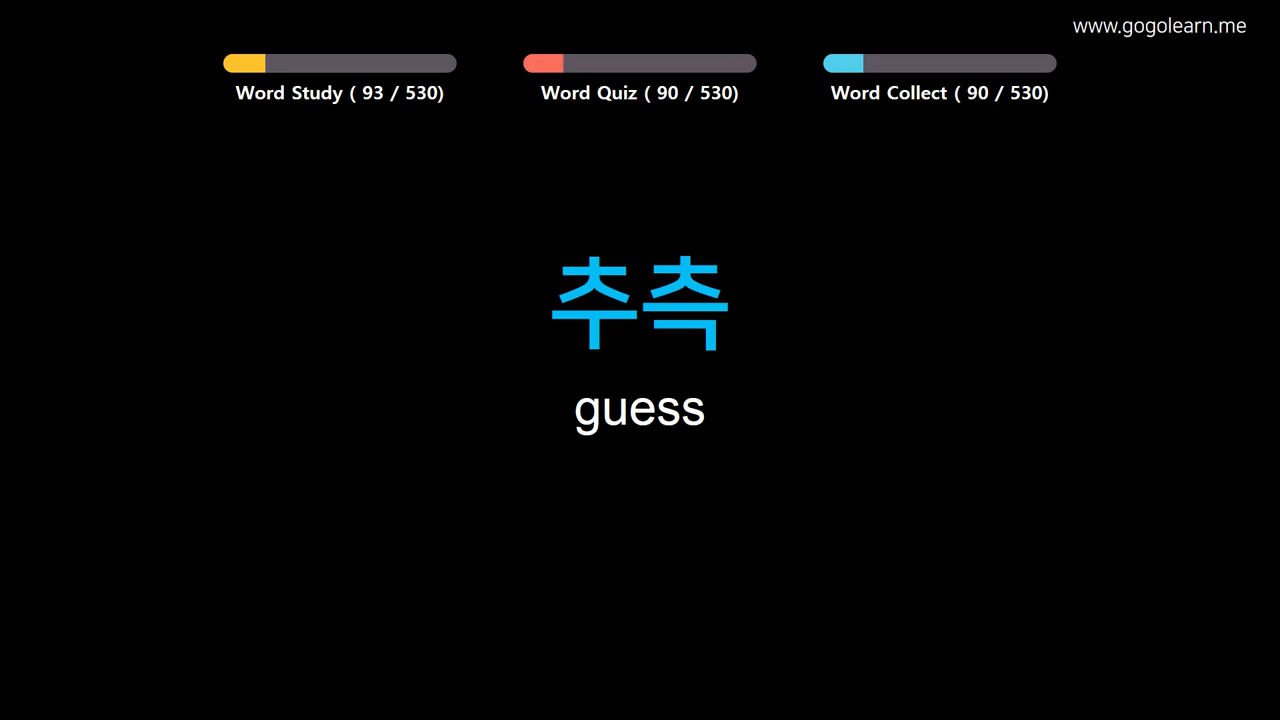 www.gogolearn.me
Word Study ( 93 / 530)
Word Quiz ( 90 / 530)
Word Collect ( 90 / 530)
추측
guess